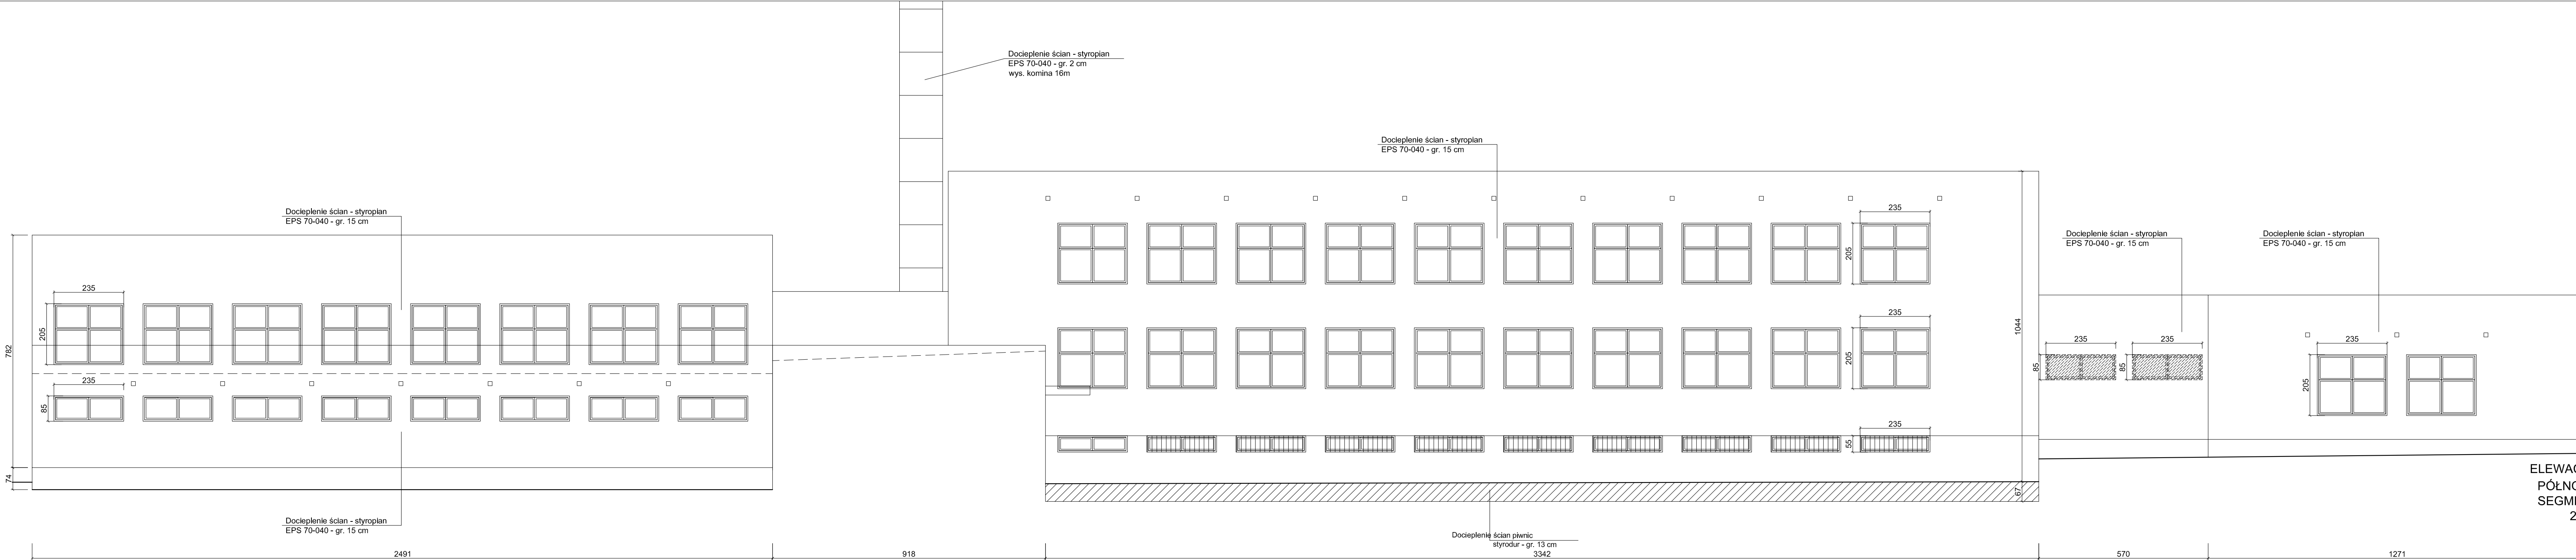 Docieplenie ścian - styropian
EPS 70-040 - gr. 2 cm
wys. komina 16m
Docieplenie ścian - styropian
EPS 70-040 - gr. 15 cm
Docieplenie ścian - styropian
EPS 70-040 - gr. 15 cm
Docieplenie ścian - styropian
EPS 70-040 - gr. 15 cm
Docieplenie ścian - styropian
EPS 70-040 - gr. 15 cm
235
205
782
235
85
74
235
205
235
205
235
55
1044
67
235
85
235
85
235
205
Docieplenie ścian - styropian
EPS 70-040 - gr. 15 cm
Docieplenie ścian piwnic
styrodur - gr. 13 cm
ELEWAC
PÓŁNO
SEGME
2
2491
918
3342
570
1271